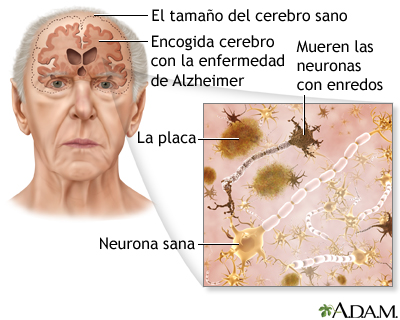 El tamaño del cerebro sano
Encogida cerebro
con la enfermedad
de Alzheimer
Mueren las
neuronas
con enredos
La placa
Neurona sana
A.D.A.M.